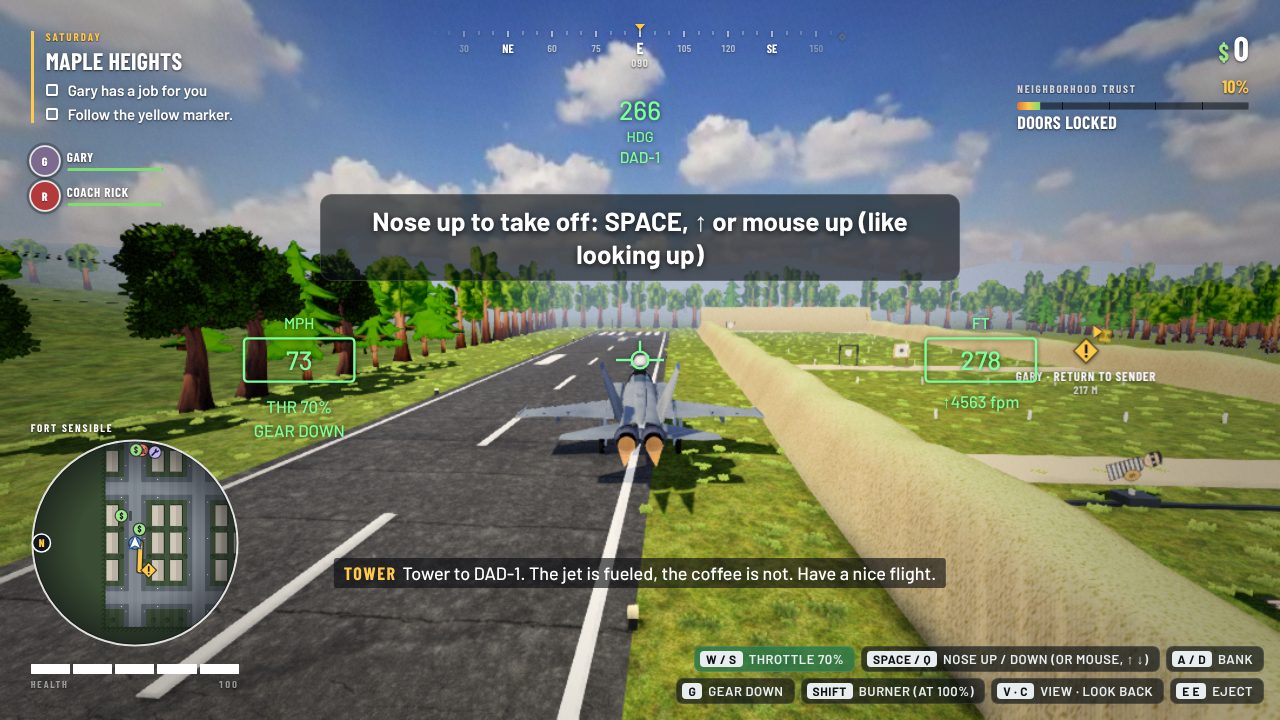 SATURDAY
MAPLE HEIGHTS
Gary has a job for you
Follow the yellow marker.
G GARY
R COACH RICK
30 NE 60 75 E 105 120 SE 150
090
266
HDG
DAD-1
$ 0
NEIGHBORHOOD TRUST 10%
DOORS LOCKED
Nose up to take off: SPACE, ↑ or mouse up (like
looking up)
MPH
73
THR 70%
GEAR DOWN
FT
278
↑4563 fpm
GARY · RETURN TO SENDER
217 M
FORT SENSIBLE
$
$
$
N
!
HEALTH 100
TOWER Tower to DAD-1. The jet is fueled, the coffee is not. Have a nice flight.
W / S THROTTLE 70%
SPACE / Q NOSE UP / DOWN (OR MOUSE, ↑ ↓)
A / D BANK
G GEAR DOWN
SHIFT BURNER (AT 100%)
V · C VIEW · LOOK BACK
E E EJECT